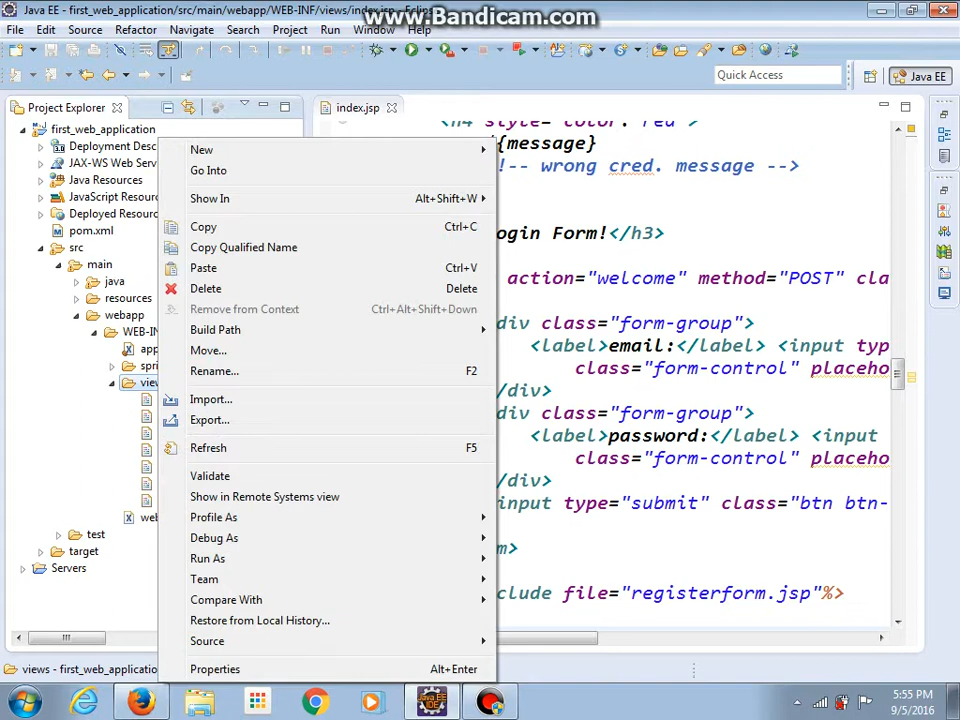 Java EE - first_web_application/src/main/webapp/WEB-INF/views/index.jsp - Eclips
www.Bandicam.com
File Edit Source Refactor Navigate Search Project Run Window Help
Quick Access
Java EE
Project Explorer
index.jsp
first_web_application
Deployment Desc
JAX-WS Web Serv
Java Resources
JavaScript Resour
Deployed Resourc
pom.xml
src
main
java
resources
webapp
WEB-IN
app
spri
view
web
test
target
Servers
New
Go Into
Show In Alt+Shift+W
Copy Ctrl+C
Copy Qualified Name
Paste Ctrl+V
Delete Delete
Remove from Context Ctrl+Alt+Shift+Down
Build Path
Move...
Rename... F2
Import...
Export...
Refresh F5
Validate
Show in Remote Systems view
Profile As
Debug As
Run As
Team
Compare With
Restore from Local History...
Source
Properties Alt+Enter
<h4 style="color: red">
{message}
!-- wrong cred. message -->
ogin Form!</h3>
action="welcome" method="POST" cla
div class="form-group">
<label>email:</label> <input typ
class="form-control" placeho
/div>
div class="form-group">
<label>password:</label> <input
class="form-control" placeho
/div>
input type="submit" class="btn btn-
m>
clude file="registerform.jsp"%>
views - first_web_applicatio
5:55 PM
9/5/2016